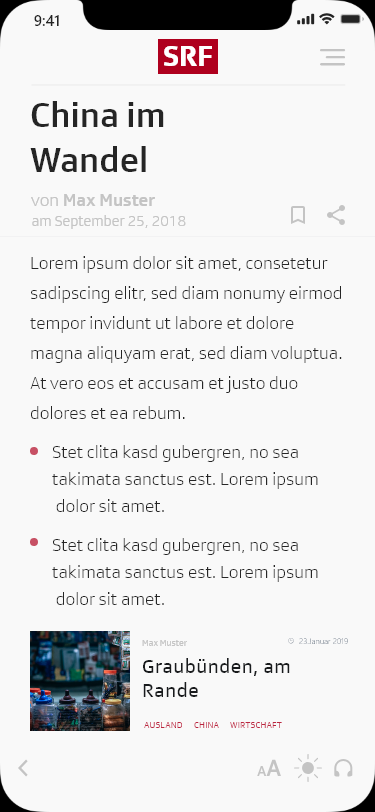 9:41
SRF
China im
Wandel
von Max Muster
am September 25, 2018
Lorem ipsum dolor sit amet, consetetur
sadipscing elitr, sed diam nonumy eirmod
tempor invidunt ut labore et dolore
magna aliquyam erat, sed diam voluptua.
At vero eos et accusam et justo duo
dolores et ea rebum.
Stet clita kasd gubergren, no sea
takimata sanctus est. Lorem ipsum
dolor sit amet.
Stet clita kasd gubergren, no sea
takimata sanctus est. Lorem ipsum
dolor sit amet.
Max Muster
23.Januar 2019
Graubünden, am
Rande
AUSLAND CHINA WIRTSCHAFT
AA